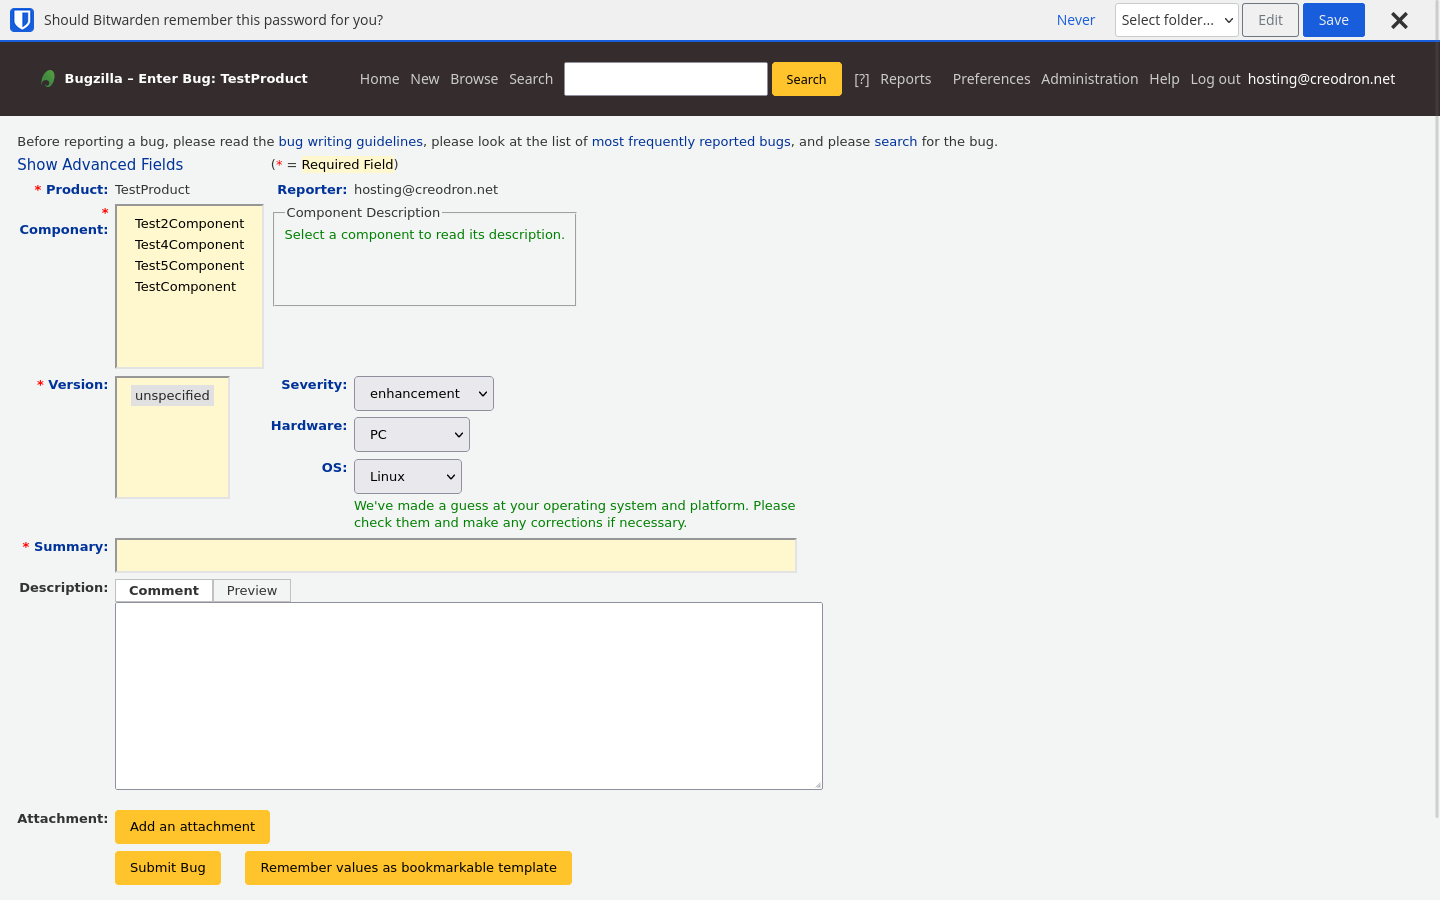 Should Bitwarden remember this password for you?
Never
Select folder...
Edit
Save
Bugzilla – Enter Bug: TestProduct
Home New Browse Search
Search
[?] Reports Preferences Administration Help Log out hosting@creodron.net
Before reporting a bug, please read the bug writing guidelines, please look at the list of most frequently reported bugs, and please search for the bug.
Show Advanced Fields
(* = Required Field)
* Product: TestProduct
Reporter: hosting@creodron.net
* Component:
Test2Component
Test4Component
Test5Component
TestComponent
Component Description
Select a component to read its description.
* Version:
unspecified
Severity: enhancement
Hardware: PC
OS: Linux
We've made a guess at your operating system and platform. Please
check them and make any corrections if necessary.
* Summary:
Description:
Comment
Preview
Attachment:
Add an attachment
Submit Bug
Remember values as bookmarkable template